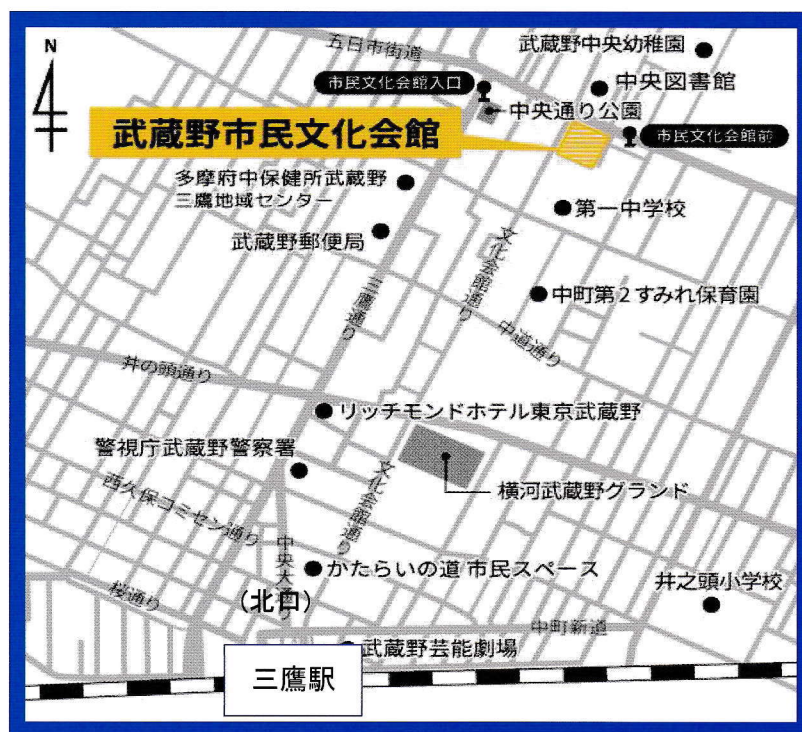 N
五日市街道
武蔵野中央幼稚園
市民文化会館入口
中央図書館
中央通り公園
武蔵野市民文化会館
市民文化会館前
多摩府中保健所武蔵野
三鷹地域センター
第一中学校
武蔵野郵便局
文化会館通り
三鷹通り
中町第2すみれ保育園
中道通り
井の頭通り
リッチモンドホテル東京武蔵野
警視庁武蔵野警察署
文化会館通り
横河武蔵野グランド
西久保コミセン通り
中央大通り
かたらいの道 市民スペース
井之頭小学校
桜通り
(北口)
中町新道
武蔵野芸能劇場
三鷹駅